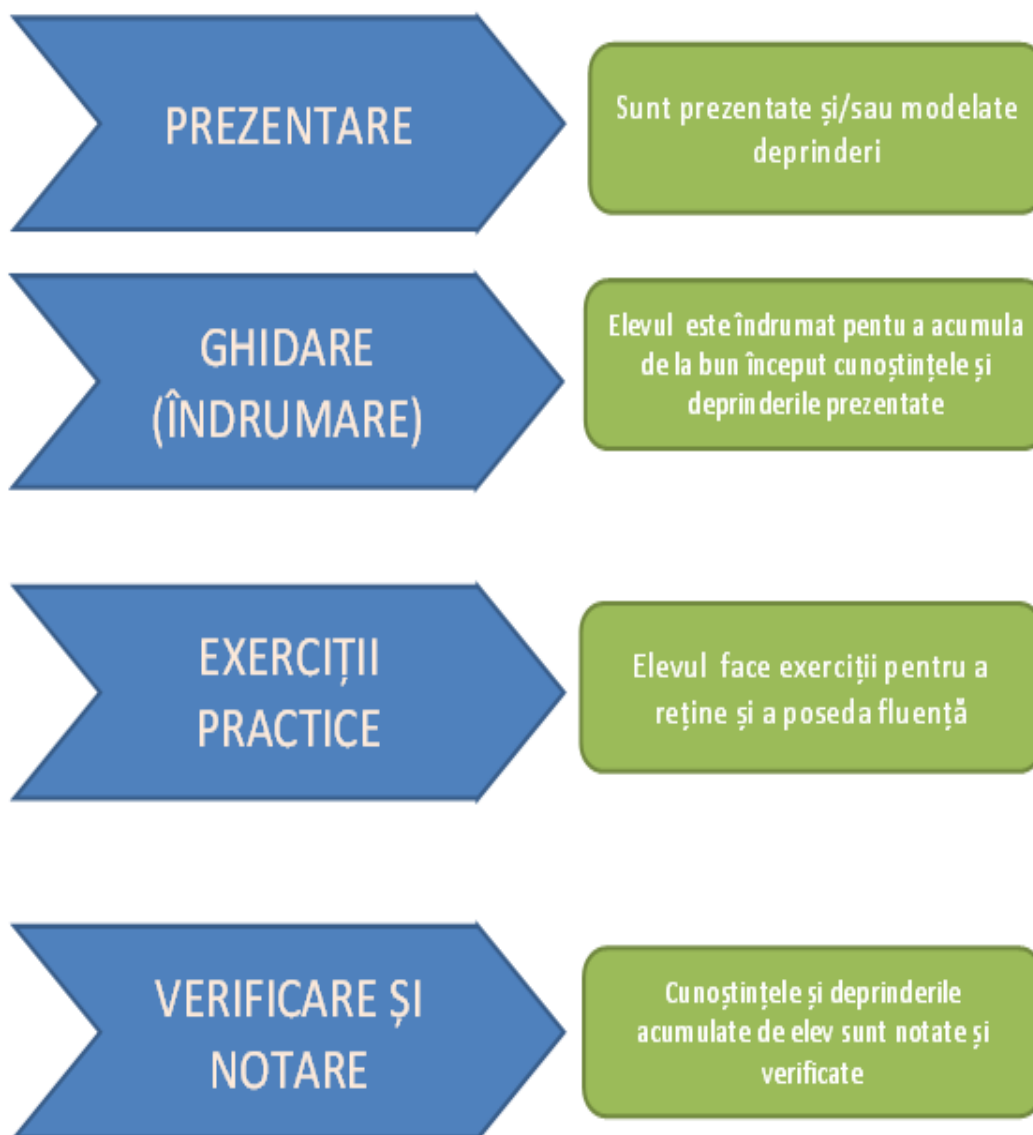 PREZENTARE
Sunt prezentate și/sau modelate
deprinderi
GHIDARE
(ÎNDRUMARE)
Elevul este îndrumat pentu a acumula
de la bun început cunoștințele și
deprinderile prezentate
EXERCIȚII
PRACTICE
Elevul face exerciții pentru a
reține și a poseda fluență
VERIFICARE ȘI
NOTARE
Cunoștințele și deprinderile
acumulate de elev sunt notate și
verificate